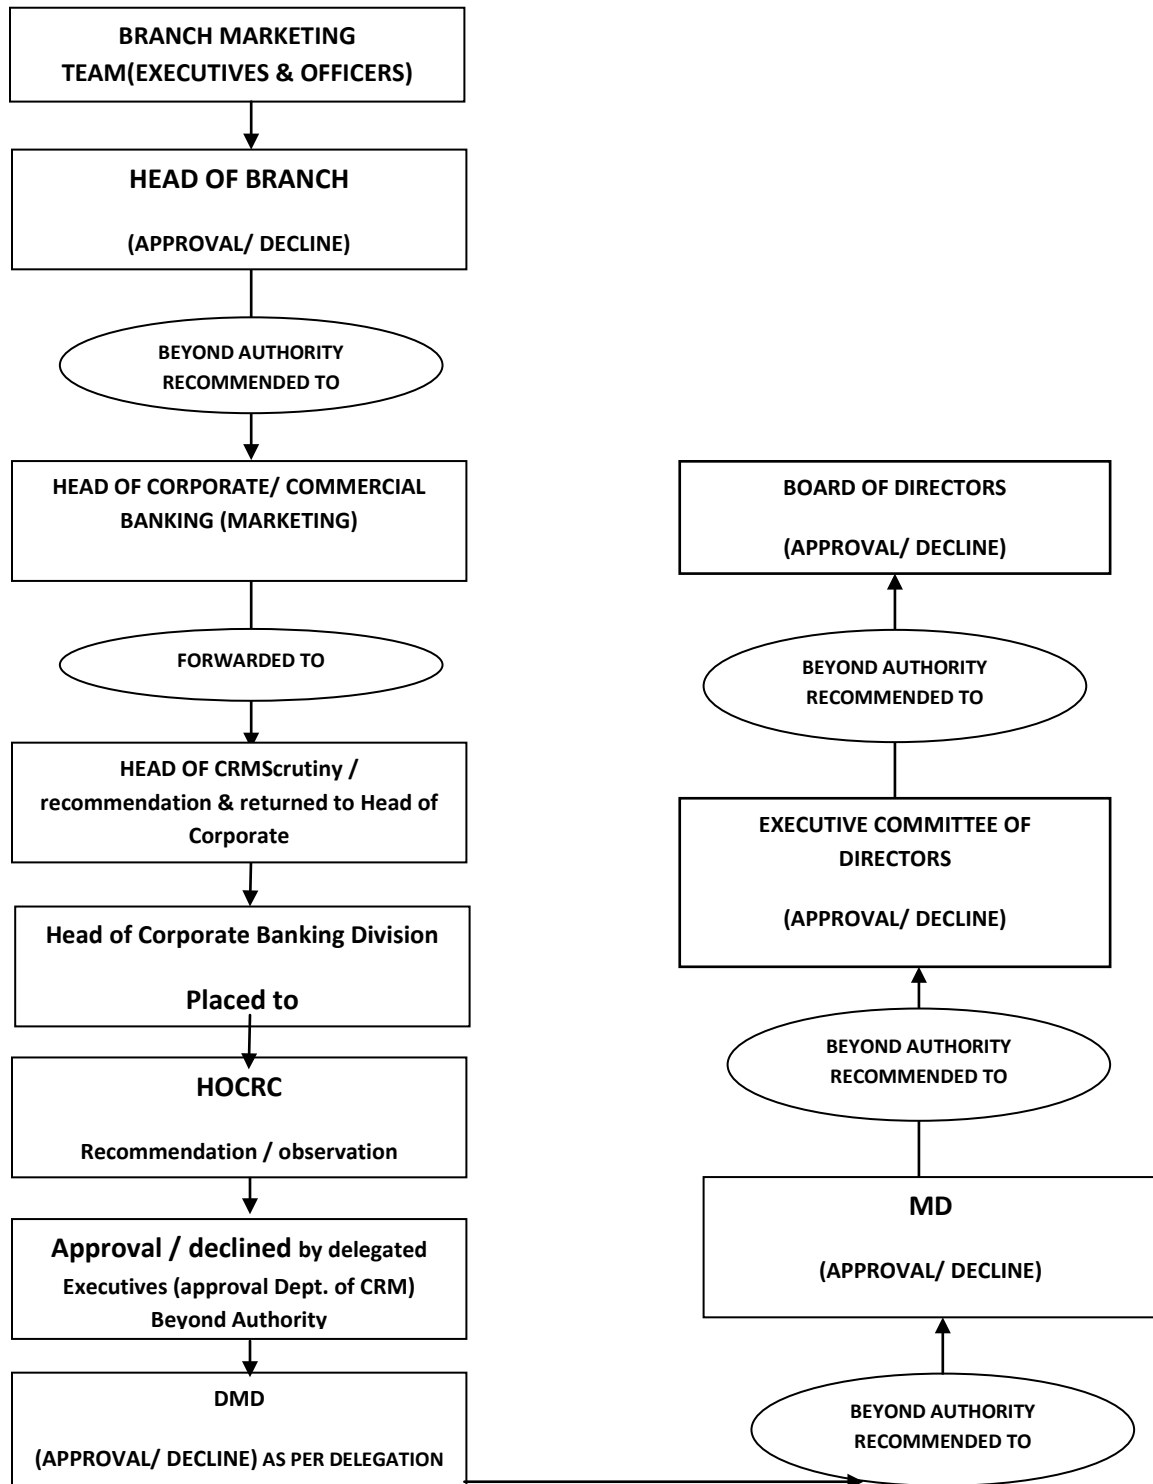 BRANCH MARKETING
TEAM(EXECUTIVES & OFFICERS)
HEAD OF BRANCH
(APPROVAL/ DECLINE)
BEYOND AUTHORITY
RECOMMENDED TO
HEAD OF CORPORATE/ COMMERCIAL
BANKING (MARKETING)
FORWARDED TO
HEAD OF CRMScrutiny /
recommendation & returned to Head of
Corporate
Head of Corporate Banking Division
Placed to
HOCRC
Recommendation / observation
Approval / declined by delegated
Executives (approval Dept. of CRM)
Beyond Authority
DMD
(APPROVAL/ DECLINE) AS PER DELEGATION
BEYOND AUTHORITY
RECOMMENDED TO
MD
(APPROVAL/ DECLINE)
BEYOND AUTHORITY
RECOMMENDED TO
EXECUTIVE COMMITTEE OF
DIRECTORS
(APPROVAL/ DECLINE)
BEYOND AUTHORITY
RECOMMENDED TO
BOARD OF DIRECTORS
(APPROVAL/ DECLINE)